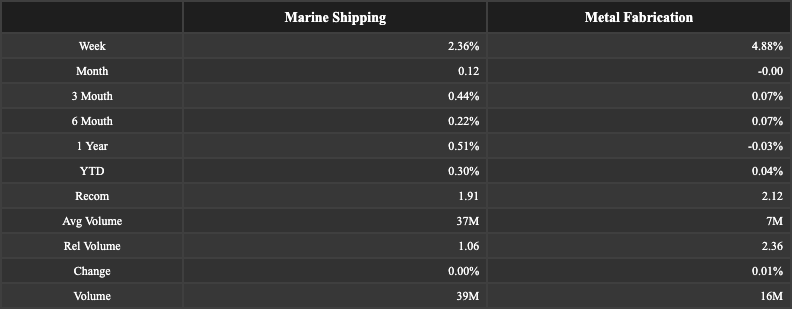 Marine Shipping Metal Fabrication
Week 2.36% 4.88%
Month 0.12 -0.00
3 Mouth 0.44% 0.07%
6 Mouth 0.22% 0.07%
1 Year 0.51% -0.03%
YTD 0.30% 0.04%
Recom 1.91 2.12
Avg Volume 37M 7M
Rel Volume 1.06 2.36
Change 0.00% 0.01%
Volume 39M 16M